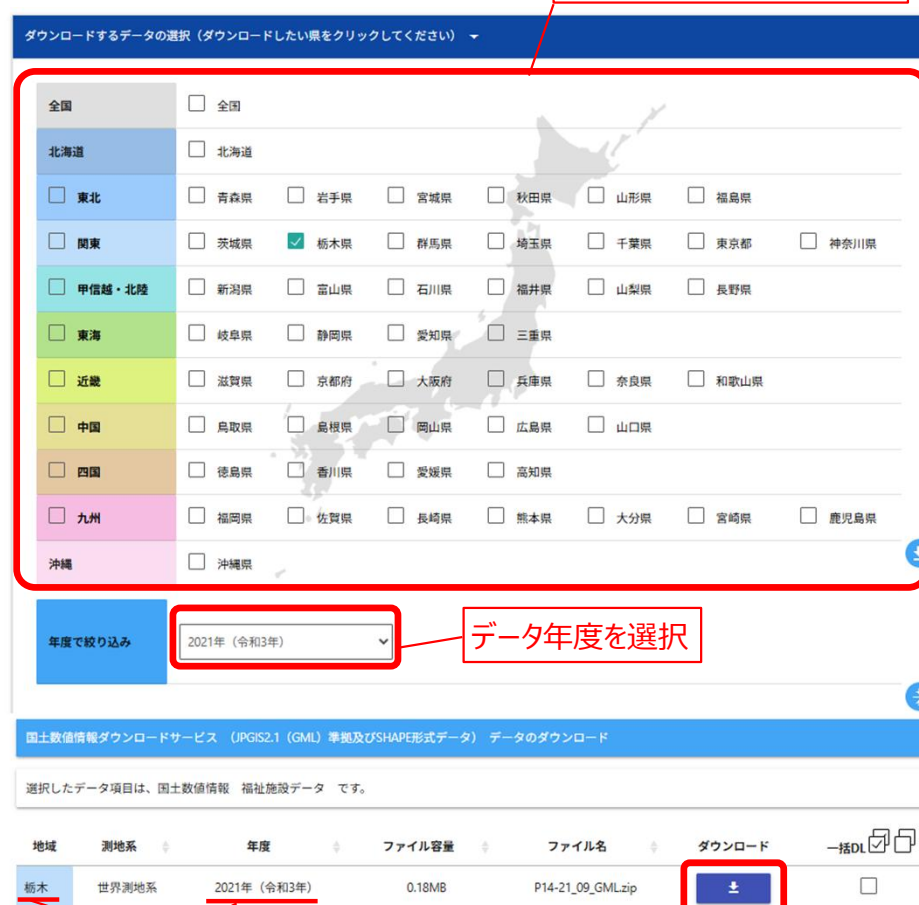 ダウンロードするデータの選択（ダウンロードしたい県をクリックしてください）
全国 全国
北海道 北海道
東北 青森県 岩手県 宮城県 秋田県 山形県 福島県
関東 茨城県 栃木県 群馬県 埼玉県 千葉県 東京都 神奈川県
甲信越・北陸 新潟県 富山県 石川県 福井県 山梨県 長野県
東海 岐阜県 静岡県 愛知県 三重県
近畿 滋賀県 京都府 大阪府 兵庫県 奈良県 和歌山県
中国 鳥取県 島根県 岡山県 広島県 山口県
四国 徳島県 香川県 愛媛県 高知県
九州 福岡県 佐賀県 長崎県 熊本県 大分県 宮崎県 鹿児島県
沖縄 沖縄県
年度で絞り込み 2021年（令和3年） データ年度を選択
国土数値情報ダウンロードサービス （JPGIS2.1（GML）準拠及びSHAPE形式データ） データのダウンロード
選択したデータ項目は、国土数値情報 福祉施設データ です。
地域 測地系 年度 ファイル容量 ファイル名 ダウンロード 一括DL
栃木 世界測地系 2021年（令和3年） 0.18MB P14-21_09_GML.zip